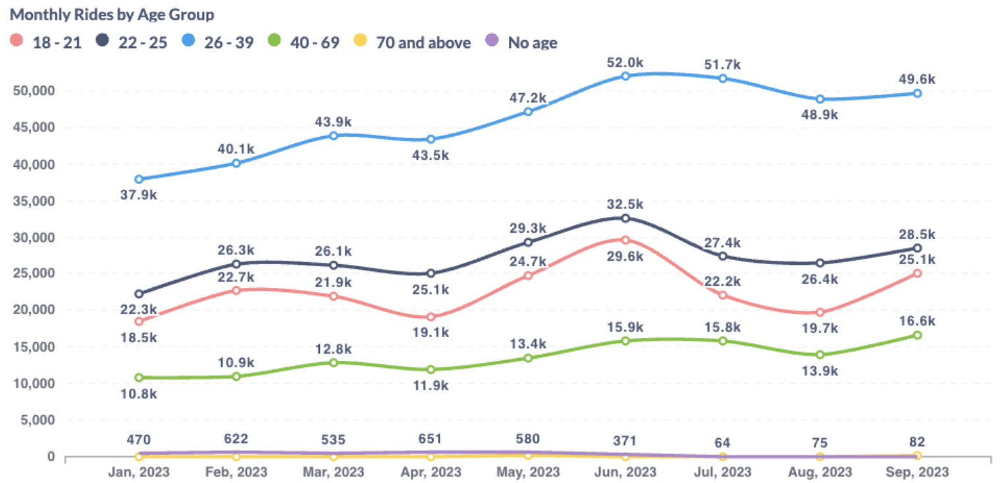 Monthly Rides by Age Group
18 - 21 22 - 25 26 - 39 40 - 69 70 and above No age
52.0k 51.7k
49.6k
50,000
47.2k
48.9k
43.9k
45,000
40.1k
43.5k
40,000
37.9k
35,000
32.5k
30,000
29.3k
28.5k
27.4k
26.3k 26.1k
24.7k 29.6k 25.1k
25,000
22.7k 21.9k 25.1k 22.2k 26.4k
20,000
22.3k
18.5k 19.1k 15.9k 15.8k 19.7k 16.6k
15,000
12.8k 13.4k
10.9k
13.9k
11.9k
10,000
10.8k
5,000
470 622 535 651 580 371 64 75 82
0
Jan, 2023 Feb, 2023 Mar, 2023 Apr, 2023 May, 2023 Jun, 2023 Jul, 2023 Aug, 2023 Sep, 2023